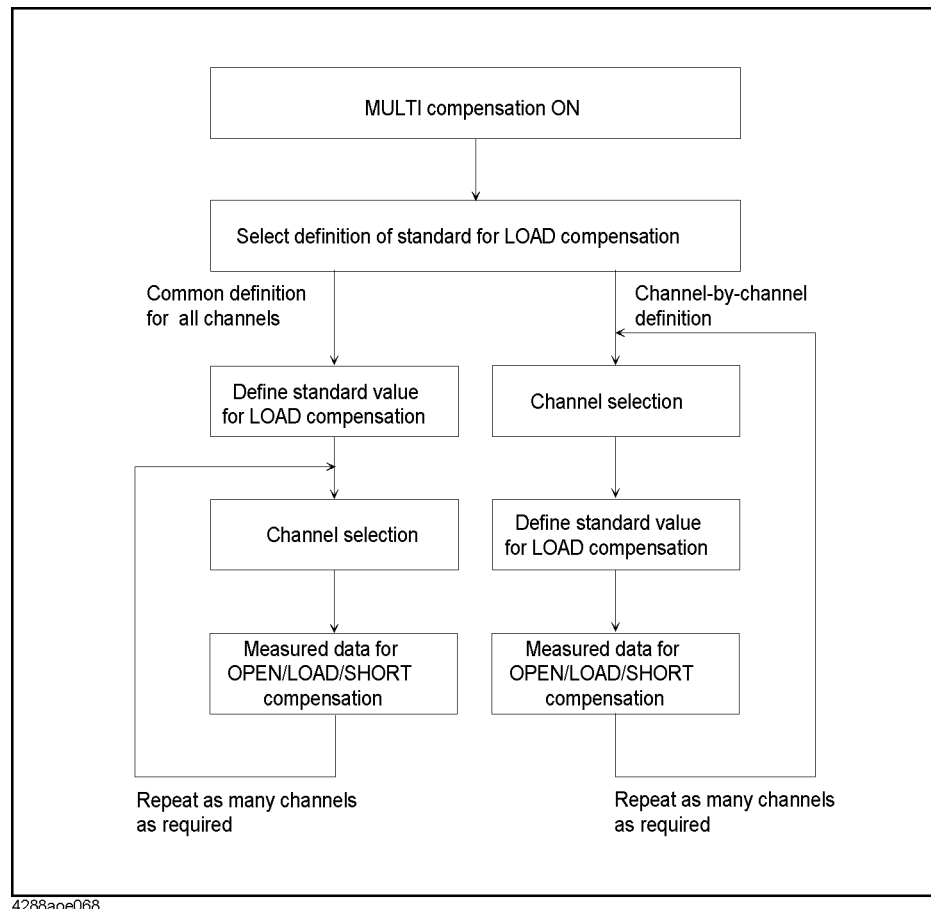 MULTI compensation ON
Select definition of standard for LOAD compensation
Common definition
for all channels
Channel-by-channel
definition
Define standard value
for LOAD compensation
Channel selection
Channel selection
Define standard value
for LOAD compensation
Measured data for
OPEN/LOAD/SHORT
compensation
Measured data for
OPEN/LOAD/SHORT
compensation
Repeat as many channels
as required
Repeat as many channels
as required
4288aoe068